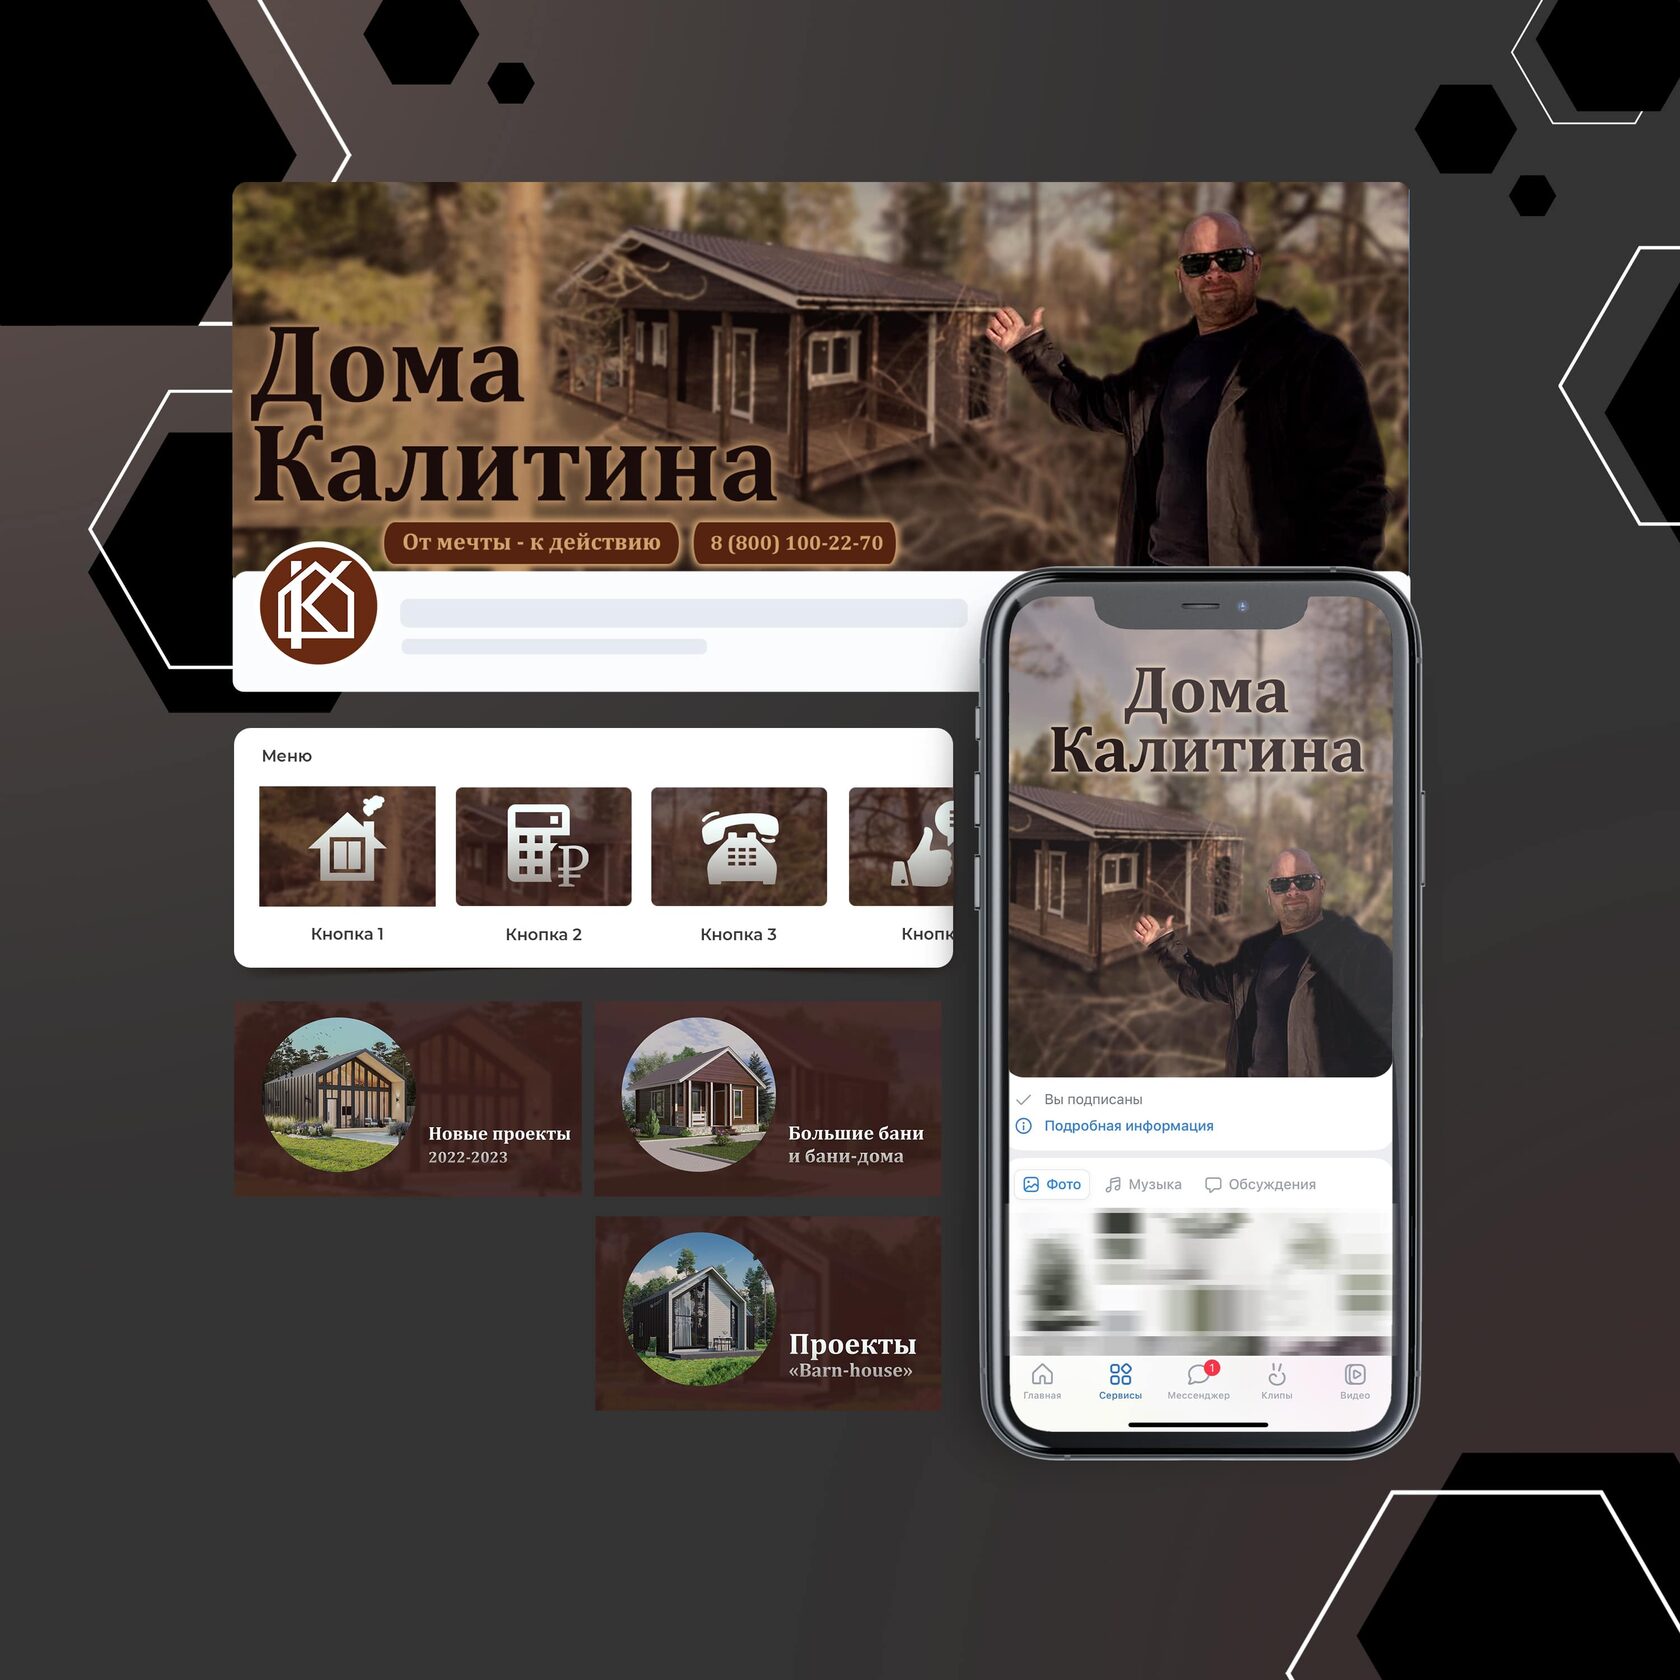 Дома
Калитина
От мечты - к действию
8 (800) 100-22-70
Меню
Кнопка 1
Кнопка 2
Кнопка 3
Кнопк
Новые проекты
2022-2023
Большие бани
и бани-дома
Проекты
«Barn-house»
Дома
Калитина
Вы подписаны
Подробная информация
Фото
Музыка
Обсуждения
1
Главная
Сервисы
Мессенджер
Клипы
Видео